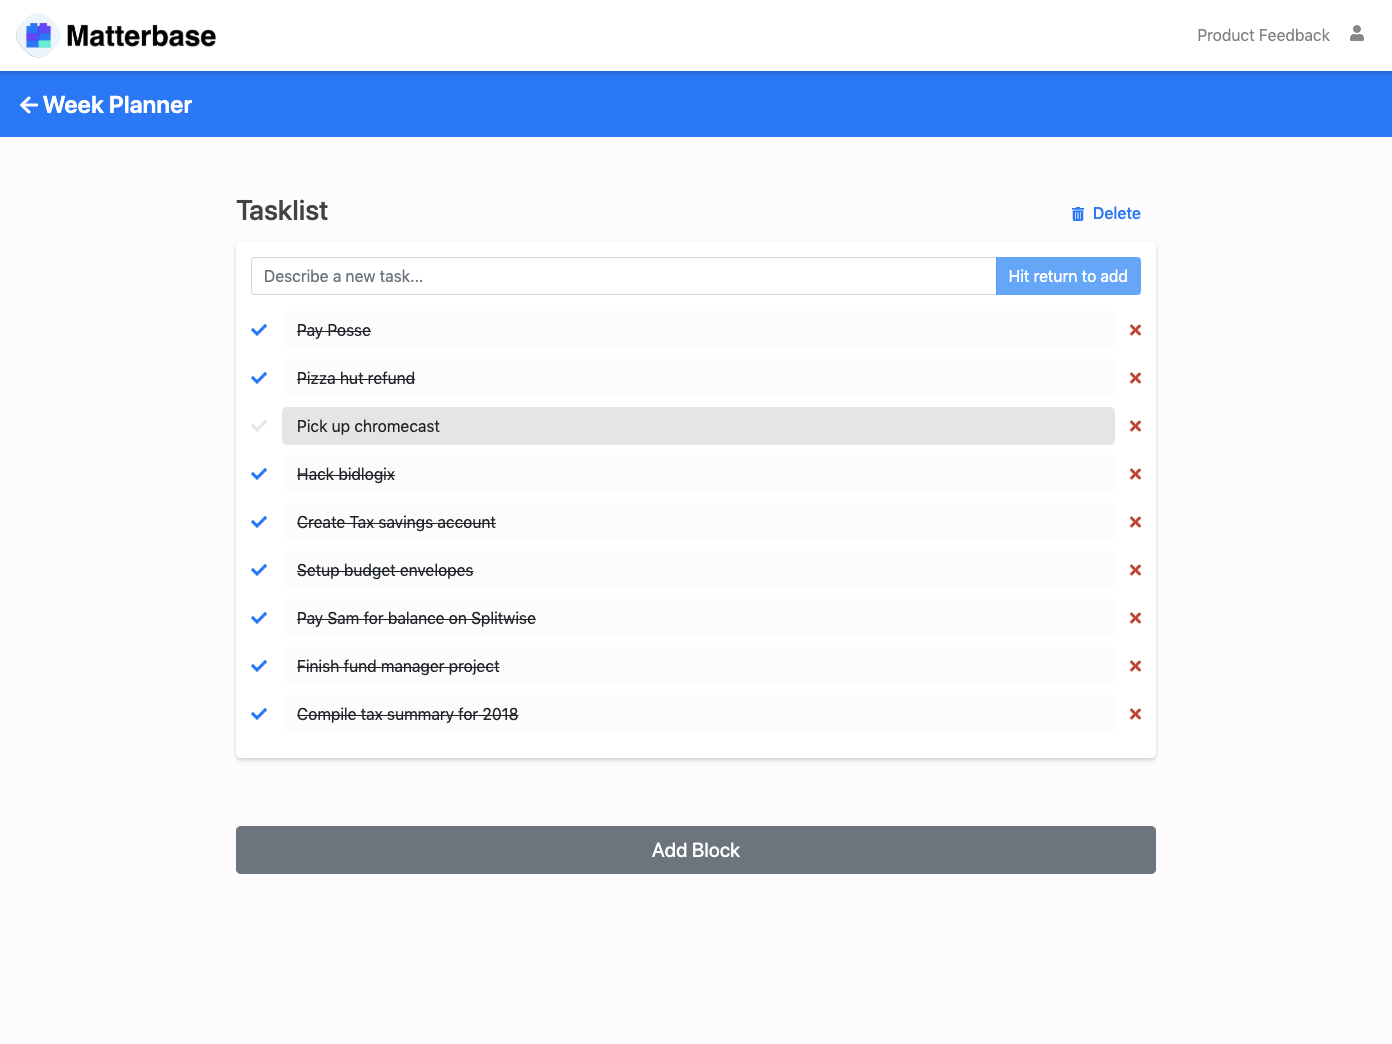 Matterbase
Product Feedback
Week Planner
Tasklist
Delete
Describe a new task...
Hit return to add
Pay Posse
Pizza hut refund
Pick up chromecast
Hack bidlogix
Create Tax savings account
Setup budget envelopes
Pay Sam for balance on Splitwise
Finish fund manager project
Compile tax summary for 2018
Add Block